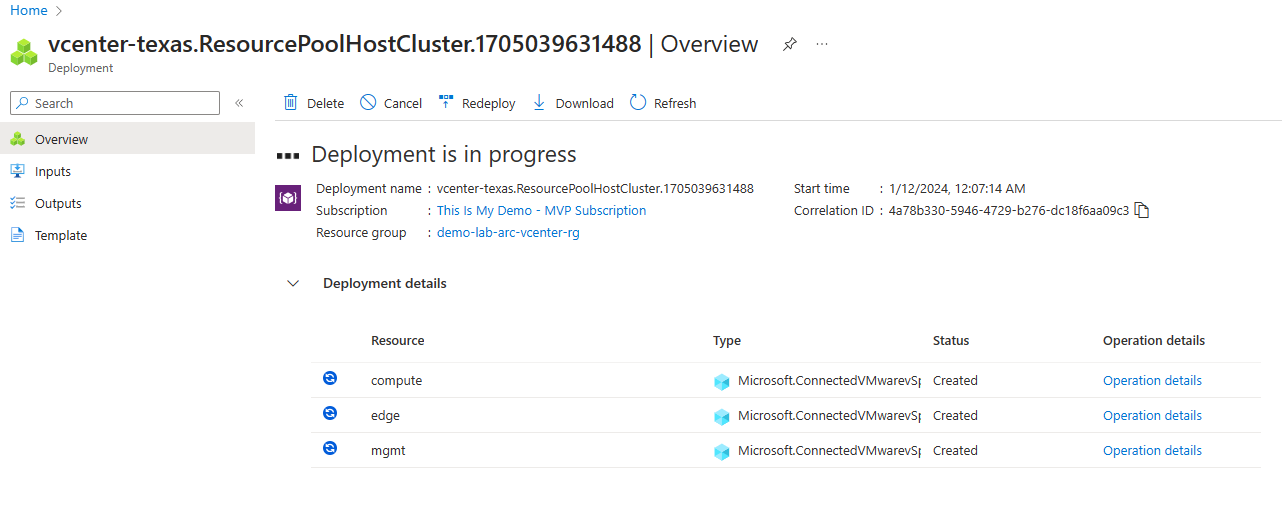 Home
vcenter-texas.ResourcePoolHostCluster.1705039631488 | Overview
Deployment
Search
Delete Cancel Redeploy Download Refresh
Overview
Inputs
Outputs
Template
Deployment is in progress
Deployment name : vcenter-texas.ResourcePoolHostCluster.1705039631488 Start time : 1/12/2024, 12:07:14 AM
Subscription : This Is My Demo - MVP Subscription Correlation ID : 4a78b330-5946-4729-b276-dc18f6aa09c3
Resource group : demo-lab-arc-vcenter-rg
Deployment details
Resource Type Status Operation details
compute Microsoft.ConnectedVMwarevSp Created Operation details
edge Microsoft.ConnectedVMwarevSp Created Operation details
mgmt Microsoft.ConnectedVMwarevSp Created Operation details